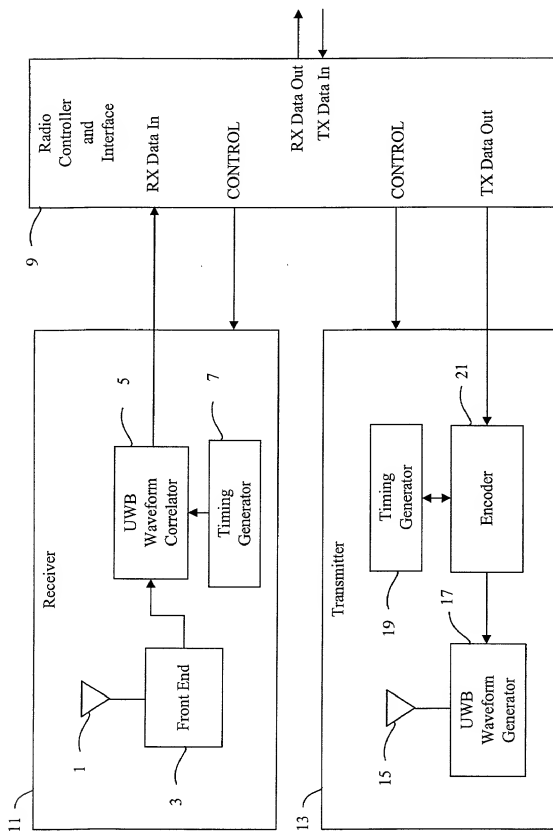 11
Receiver
1
Front End
3
UWB
Waveform
Correlator
5
Timing
Generator
7
9
Radio
Controller
and
Interface
RX Data In
CONTROL
RX Data Out
TX Data In
CONTROL
TX Data Out
13
Transmitter
15
UWB
Waveform
Generator
17
Timing
Generator
19
Encoder
21